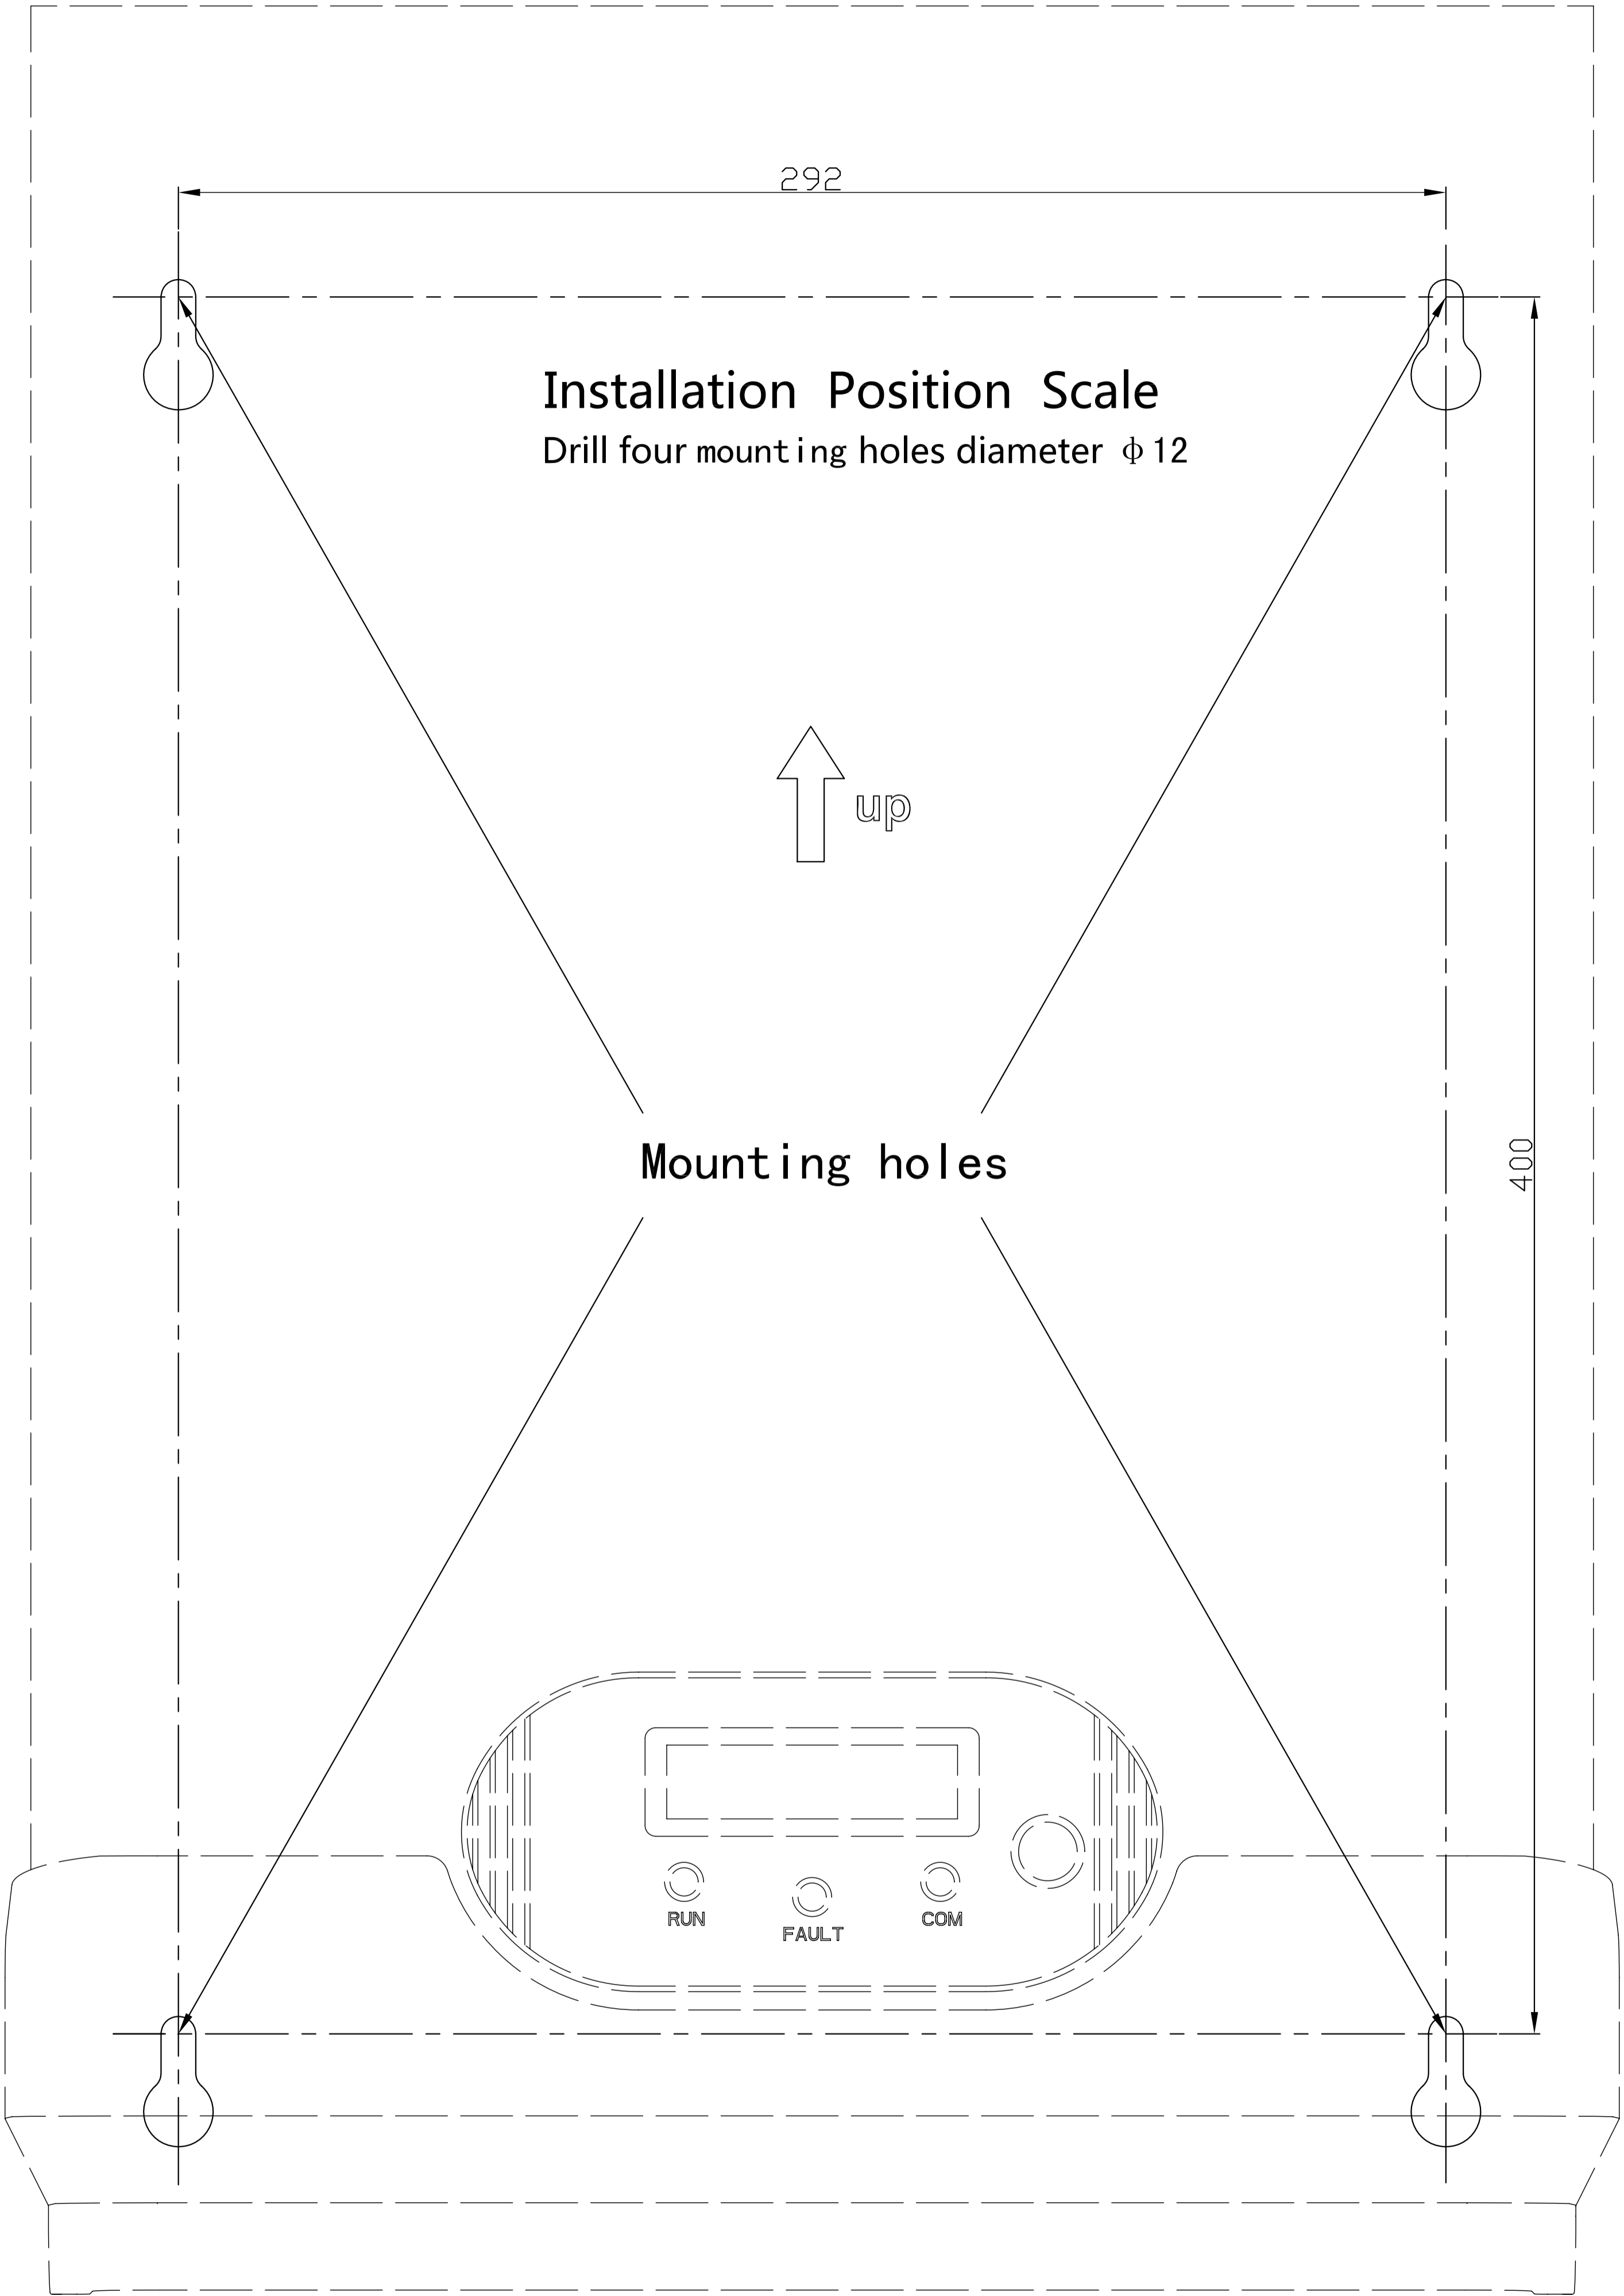 292
Installation Position Scale
Drill four mounting holes diameter ϕ12
up
Mounting holes
400
RUN
FAULT
COM